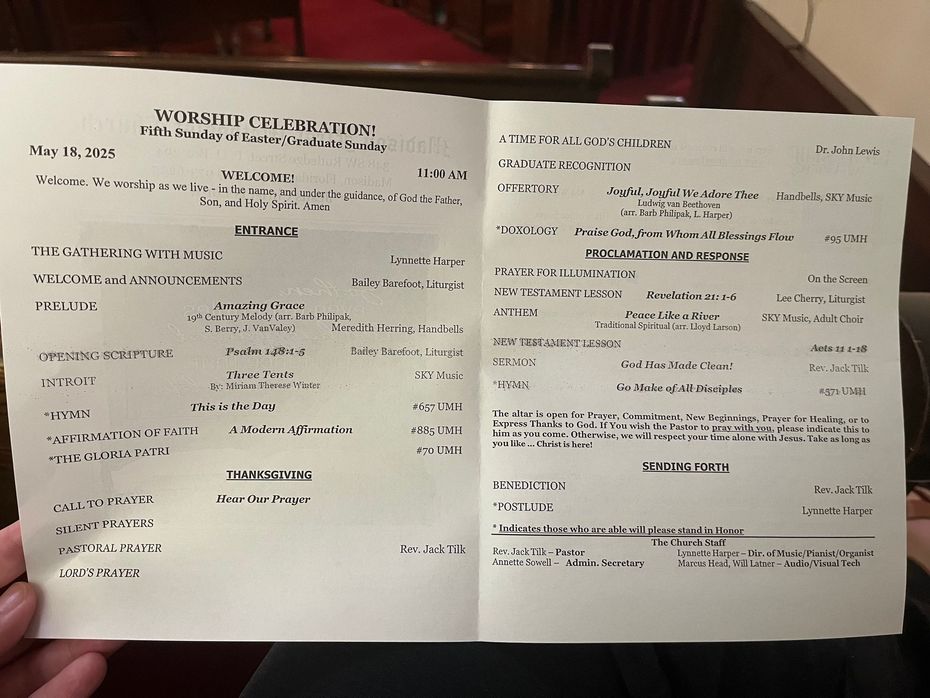 WORSHIP CELEBRATION!
Fifth Sunday of Easter/Graduate Sunday
May 18, 2025
11:00 AM
WELCOME!
Welcome. We worship as we live - in the name, and under the guidance, of God the Father,
Son, and Holy Spirit. Amen
ENTRANCE
THE GATHERING WITH MUSIC Lynnette Harper
WELCOME and ANNOUNCEMENTS Bailey Barefoot, Liturgist
PRELUDE Amazing Grace
19th Century Melody (arr. Barb Philipak,
S. Berry, J. VanValey) Meredith Herring, Handbells
OPENING SCRIPTURE Psalm 148:1-5 Bailey Barefoot, Liturgist
INTROIT Three Tents SKY Music
By: Miriam Therese Winter
*HYMN This is the Day #657 UMH
*AFFIRMATION OF FAITH A Modern Affirmation #885 UMH
*THE GLORIA PATRI #70 UMH
THANKSGIVING
CALL TO PRAYER Hear Our Prayer
SILENT PRAYERS
PASTORAL PRAYER Rev. Jack Tilk
LORD'S PRAYER
A TIME FOR ALL GOD'S CHILDREN Dr. John Lewis
GRADUATE RECOGNITION
OFFERTORY Joyful, Joyful We Adore Thee Handbells, SKY Music
Ludwig van Beethoven
(arr. Barb Philipak, L. Harper)
*DOXOLOGY Praise God, from Whom All Blessings Flow #95 UMH
PROCLAMATION AND RESPONSE
PRAYER FOR ILLUMINATION On the Screen
NEW TESTAMENT LESSON Revelation 21: 1-6 Lee Cherry, Liturgist
ANTHEM Peace Like a River SKY Music, Adult Choir
Traditional Spiritual (arr. Lloyd Larson)
NEW TESTAMENT LESSON Acts 11 1-18
SERMON God Has Made Clean! Rev. Jack Tilk
*HYMN Go Make of All Disciples #571 UMH
The altar is open for Prayer, Commitment, New Beginnings, Prayer for Healing, or to
Express Thanks to God. If You wish the Pastor to pray with you, please indicate this to
him as you come. Otherwise, we will respect your time alone with Jesus. Take as long as
you like ... Christ is here!
SENDING FORTH
BENEDICTION Rev. Jack Tilk
*POSTLUDE Lynnette Harper
* Indicates those who are able will please stand in Honor
The Church Staff
Rev. Jack Tilk – Pastor Lynnette Harper – Dir. of Music/Pianist/Organist
Annette Sowell – Admin. Secretary Marcus Head, Will Latner – Audio/Visual Tech